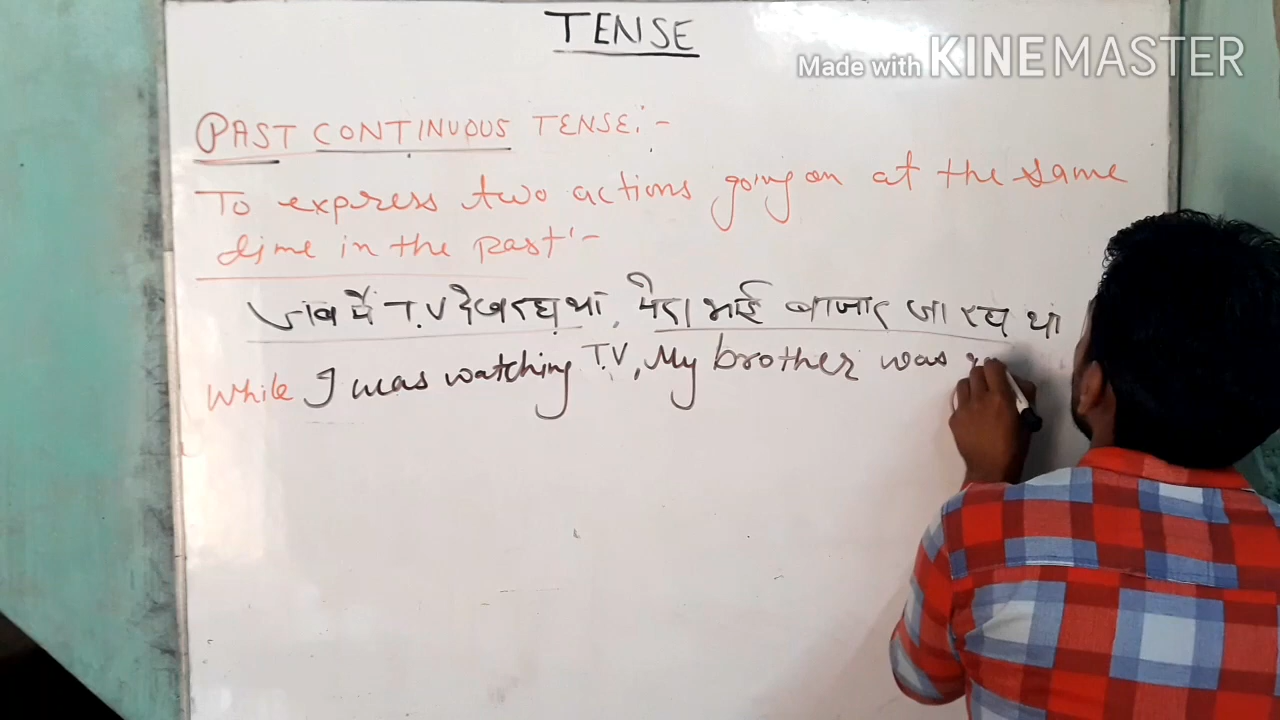 TENSE
Made with KINEMASTER
PAST CONTINUOUS TENSE:-
To express two actions going on at the same
time in the past:-
जब मैं T.V देख रहा था, मेरा भाई बाजार जा रहा था
While I was watching T.V, My brother was